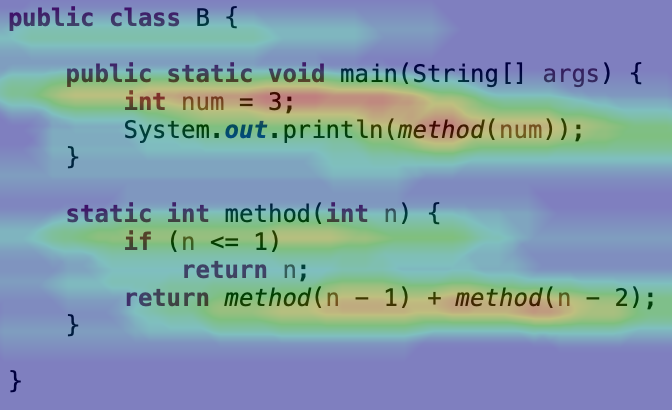 public class B {
public static void main(String[] args) {
int num = 3;
System.out.println(method(num));
}
static int method(int n) {
if (n <= 1)
return n;
return method(n - 1) + method(n - 2);
}
}